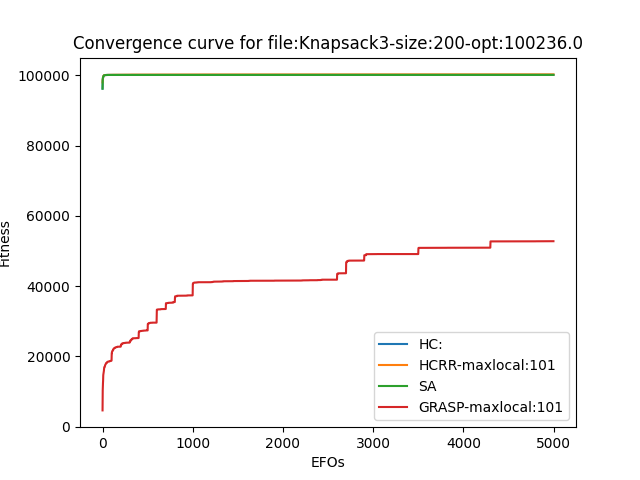 Convergence curve for file:Knapsack3-size:200-opt:100236.0
100000
80000
60000
40000
20000
0
Fitness
0 1000 2000 3000 4000 5000
EFOs
HC:
HCRR-maxlocal:101
SA
GRASP-maxlocal:101